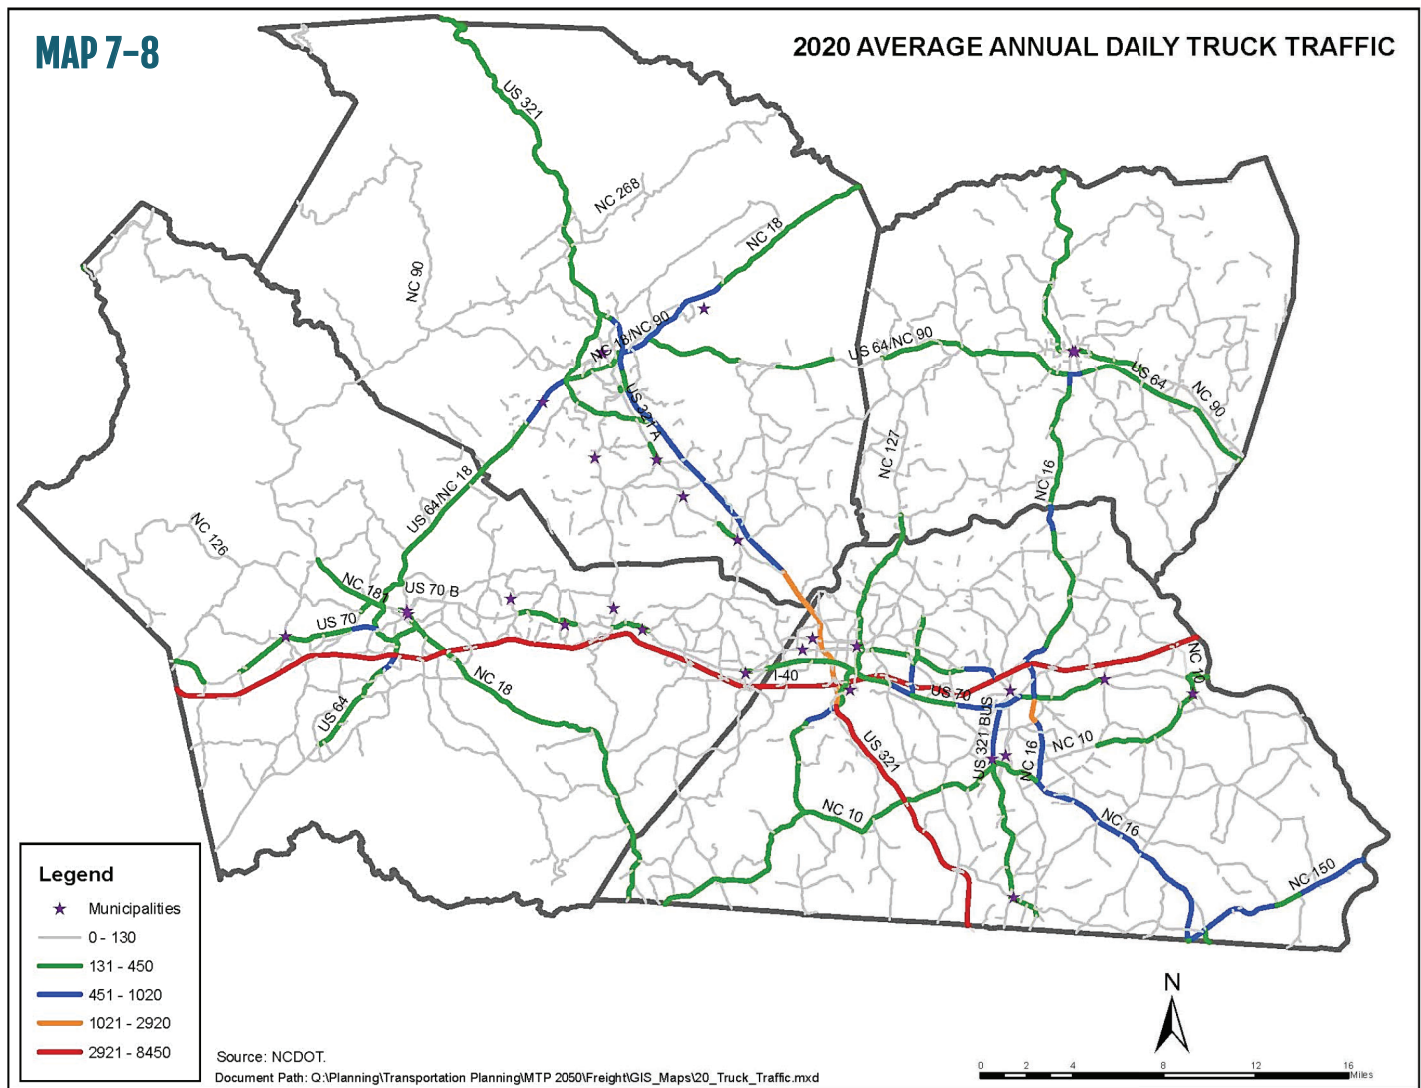 MAP 7-8
2020 AVERAGE ANNUAL DAILY TRUCK TRAFFIC
US 321
NC 268
NC 18
NC 90
NC 18/NC 90
US 64/NC 90
US 64
NC 90
US 321 A
NC 127
NC 16
US 64/NC 18
NC 126
NC 181
US 70 B
US 70
NC 18
US 64
I-40
US 70
NC 10
US 321
US 321 BUS
NC 16
NC 10
NC 10
NC 16
NC 150
Legend
Municipalities
0 - 130
131 - 450
451 - 1020
1021 - 2920
2921 - 8450
Source: NCDOT.
Document Path: Q:\Planning\Transportation Planning\MTP 2050\Freight\GIS_Maps\20_Truck_Traffic.mxd
N
0 2 4 8 12 16
Miles